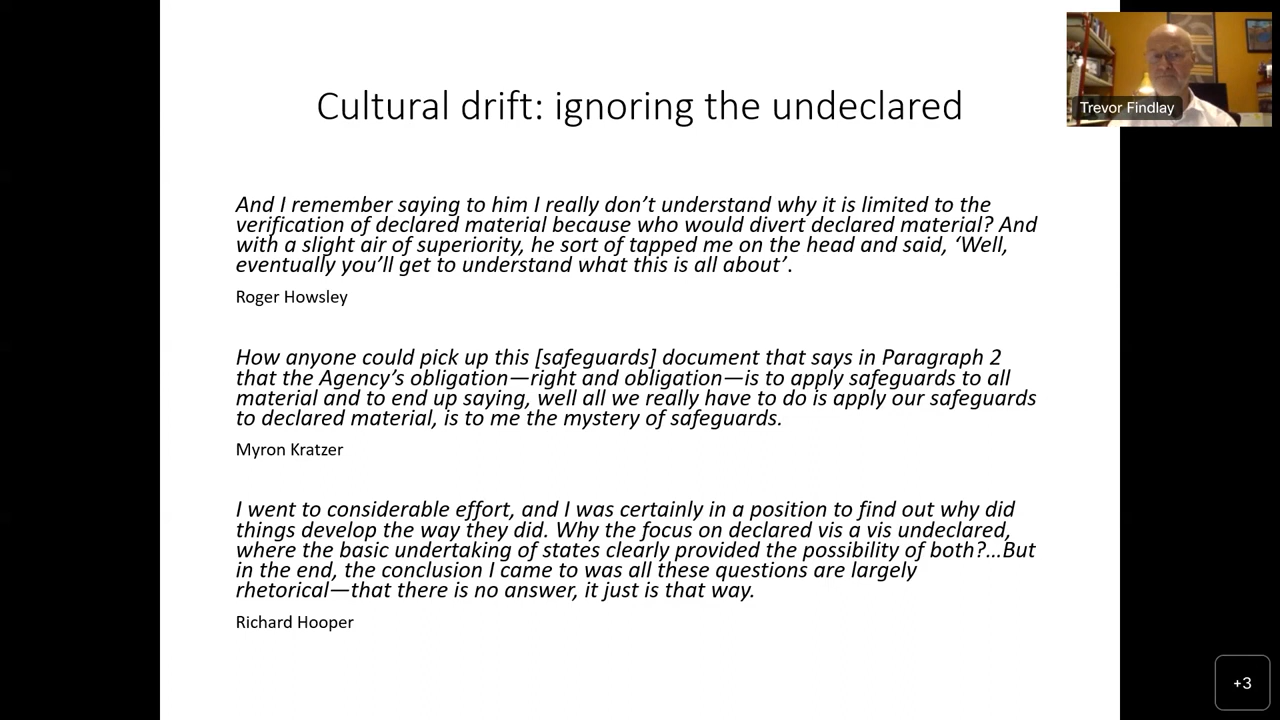 Cultural drift: ignoring the undeclared
Trevor Findlay
And I remember saying to him I really don’t understand why it is limited to the
verification of declared material because who would divert declared material? And
with a slight air of superiority, he sort of tapped me on the head and said, ‘Well,
eventually you’ll get to understand what this is all about’.
Roger Howsley
How anyone could pick up this [safeguards] document that says in Paragraph 2
that the Agency’s obligation—right and obligation—is to apply safeguards to all
material and to end up saying, well all we really have to do is apply our safeguards
to declared material, is to me the mystery of safeguards.
Myron Kratzer
I went to considerable effort, and I was certainly in a position to find out why did
things develop the way they did. Why the focus on declared vis a vis undeclared,
where the basic undertaking of states clearly provided the possibility of both?...But
in the end, the conclusion I came to was all these questions are largely
rhetorical—that there is no answer, it just is that way.
Richard Hooper
+3